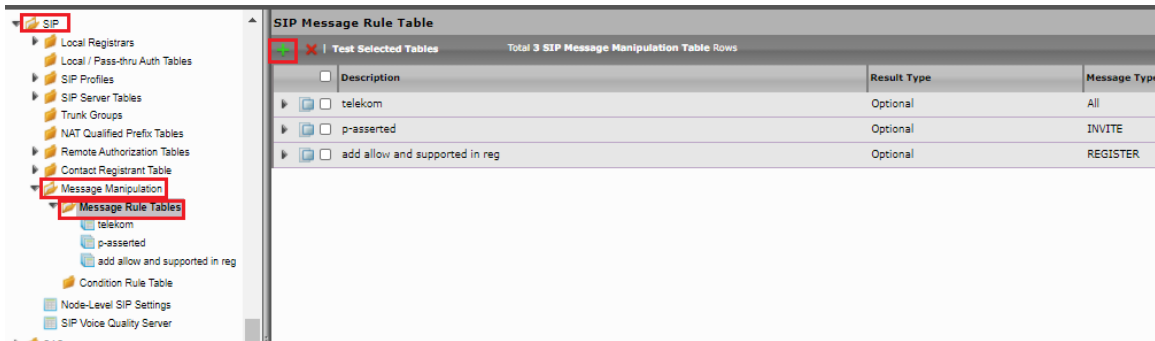 SIP
Local Registrars
Local / Pass-thru Auth Tables
SIP Profiles
SIP Server Tables
Trunk Groups
NAT Qualified Prefix Tables
Remote Authorization Tables
Contact Registrant Table
Message Manipulation
Message Rule Tables
telekom
p-asserted
add allow and supported in reg
Condition Rule Table
Node-Level SIP Settings
SIP Voice Quality Server
SIP Message Rule Table
| Test Selected Tables Total 3 SIP Message Manipulation Table Rows
Description Result Type Message Type
telekom Optional All
p-asserted Optional INVITE
add allow and supported in reg Optional REGISTER